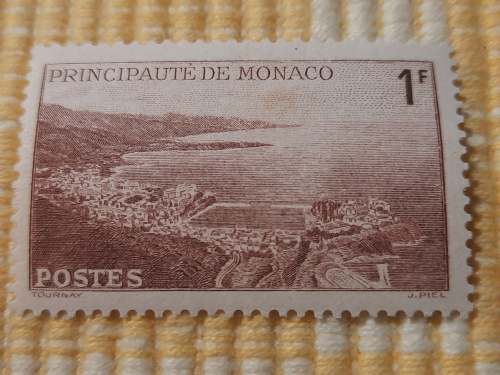 PRINCIPAUTÉ DE MONACO 1F
POSTES
TOURNAY J.PIEL